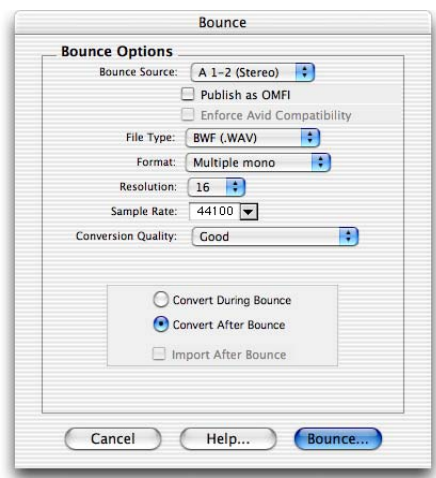 Bounce
Bounce Options
Bounce Source: A 1-2 (Stereo)
Publish as OMFI
Enforce Avid Compatibility
File Type: BWF (.WAV)
Format: Multiple mono
Resolution: 16
Sample Rate: 44100
Conversion Quality: Good
Convert During Bounce
Convert After Bounce
Import After Bounce
Cancel Help... Bounce...